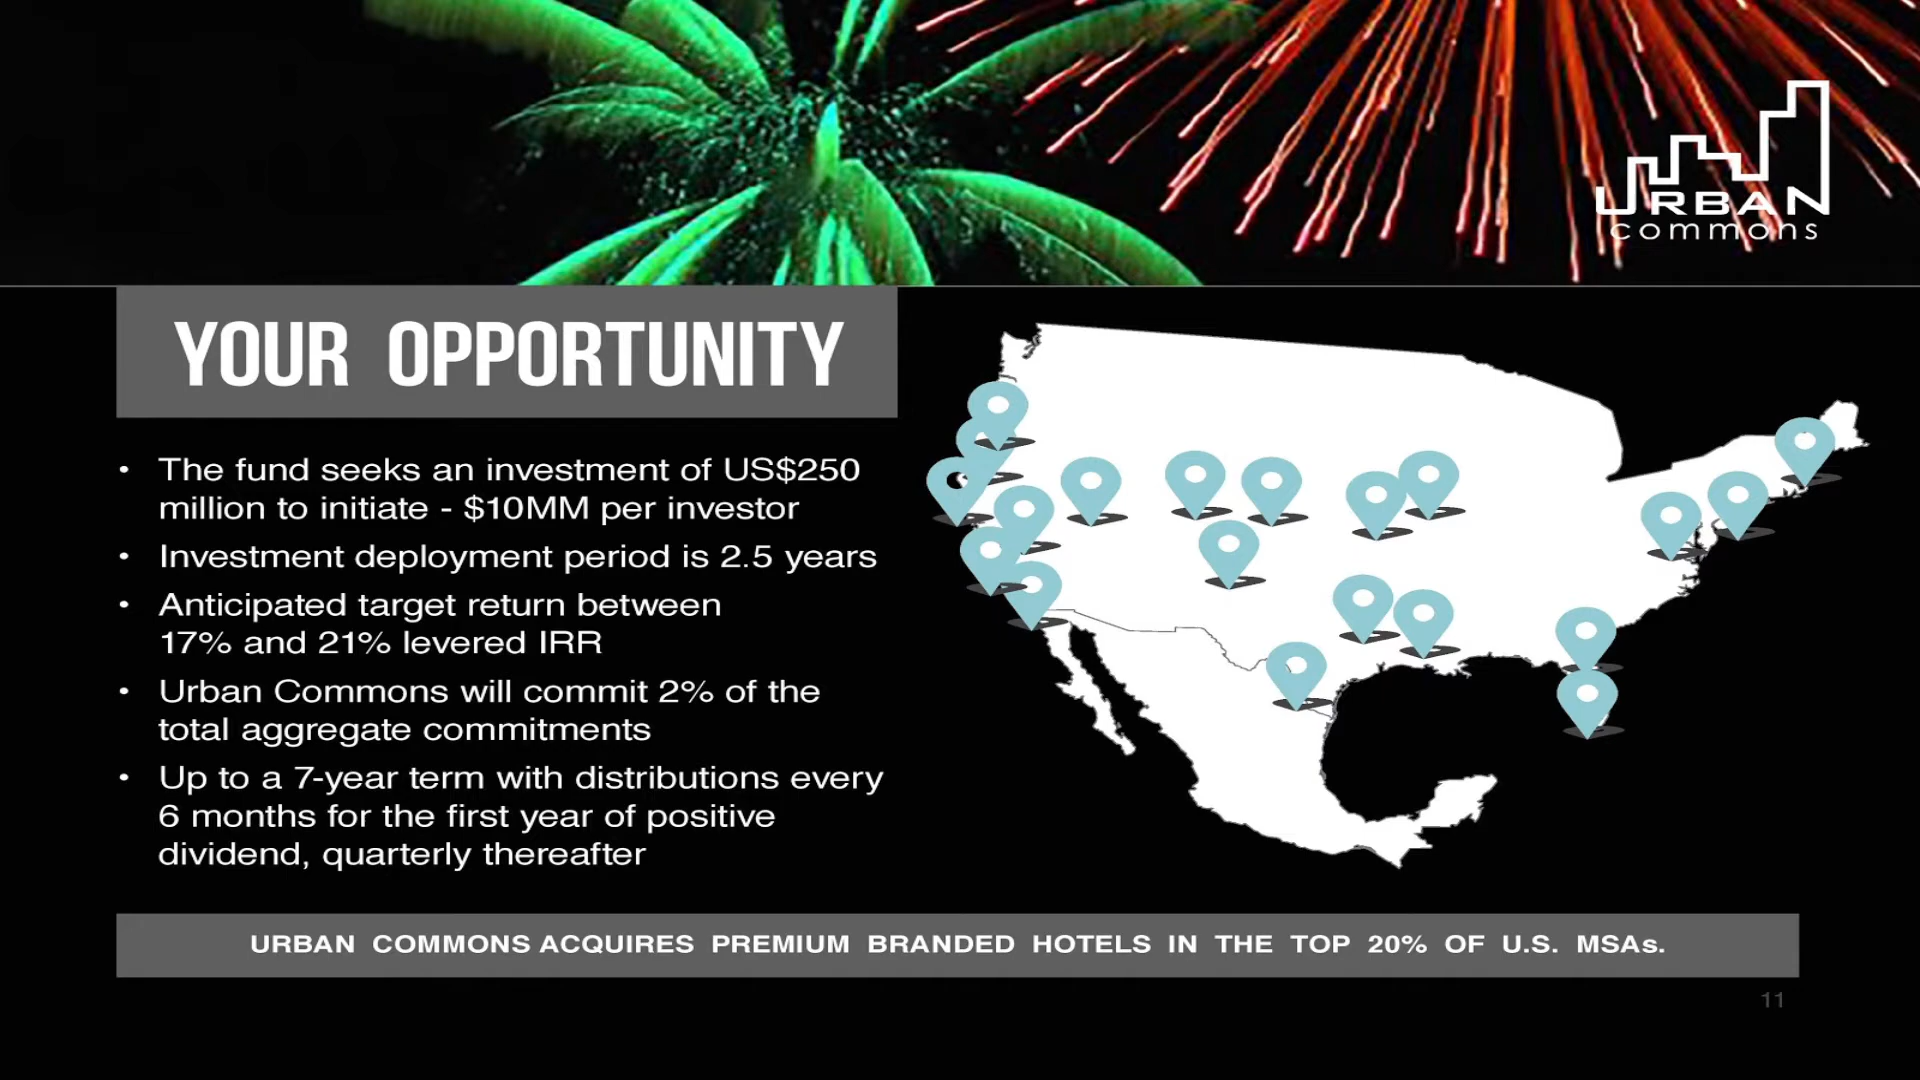 URBAN
commons
YOUR OPPORTUNITY
• The fund seeks an investment of US$250
million to initiate - $10MM per investor
• Investment deployment period is 2.5 years
• Anticipated target return between
17% and 21% levered IRR
• Urban Commons will commit 2% of the
total aggregate commitments
• Up to a 7-year term with distributions every
6 months for the first year of positive
dividend, quarterly thereafter
URBAN COMMONS ACQUIRES PREMIUM BRANDED HOTELS IN THE TOP 20% OF U.S. MSAs.
11